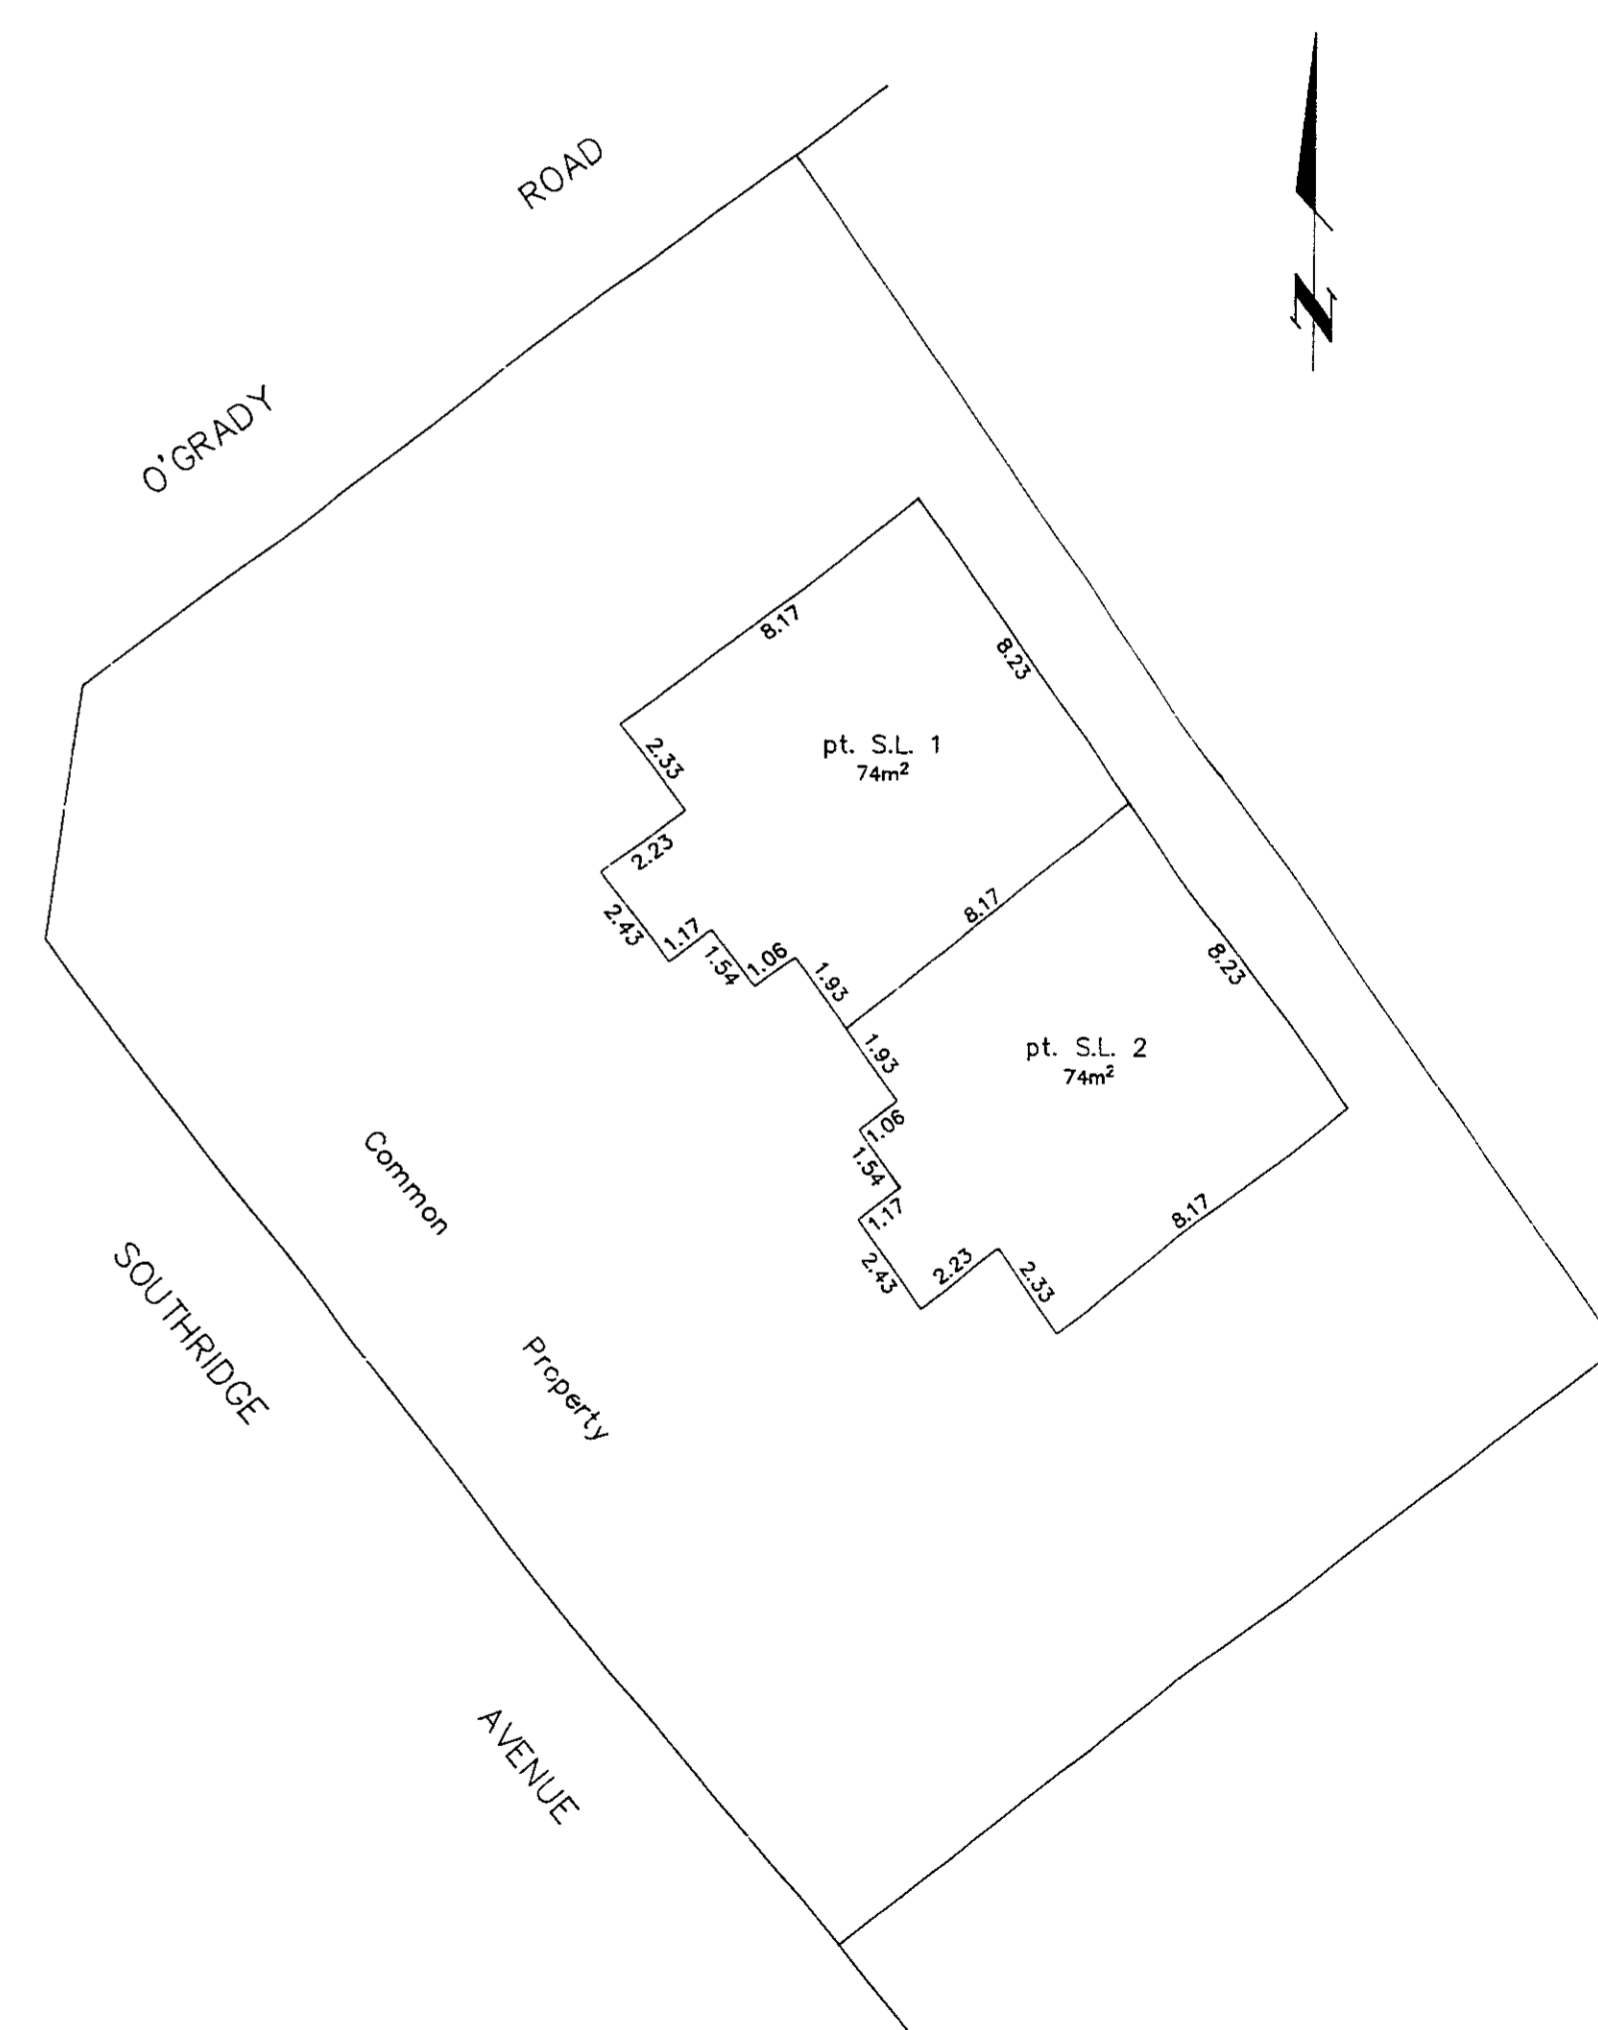 O'GRADY ROAD
N
8.17
8.23
2.33
pt. S.L. 1
74m²
2.23
2.43
1.17
1.54
1.06
1.93
8.17
8.23
1.93
pt. S.L. 2
74m²
1.06
1.54
1.17
2.43
2.23
2.33
8.17
Common
Property
SOUTHRIDGE
AVENUE